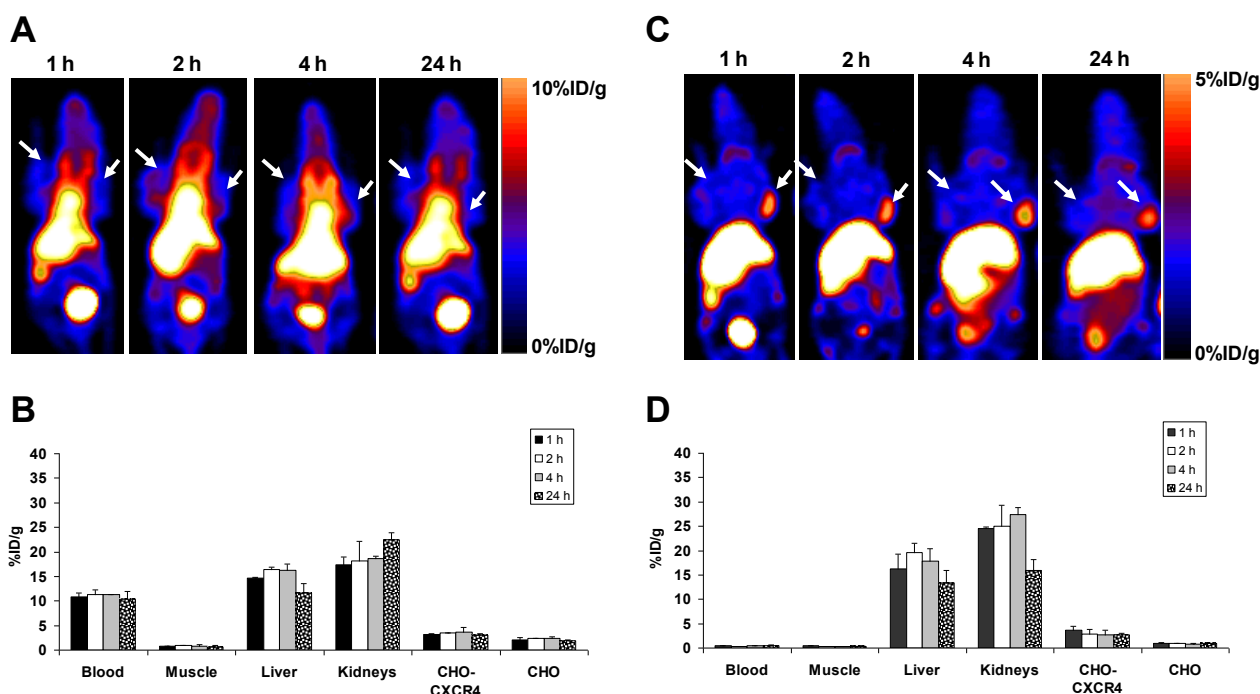 A
1 h 2 h 4 h 24 h
10%ID/g
0%ID/g
C
1 h 2 h 4 h 24 h
5%ID/g
0%ID/g
B
1 h
2 h
4 h
24 h
40
35
30
25
20
15
10
5
0
%ID/g
Blood Muscle Liver Kidneys CHO- CHO
CXCR4
D
1 h
2 h
4 h
24 h
40
35
30
25
20
15
10
5
0
%ID/g
Blood Muscle Liver Kidneys CHO- CHO
CXCR4